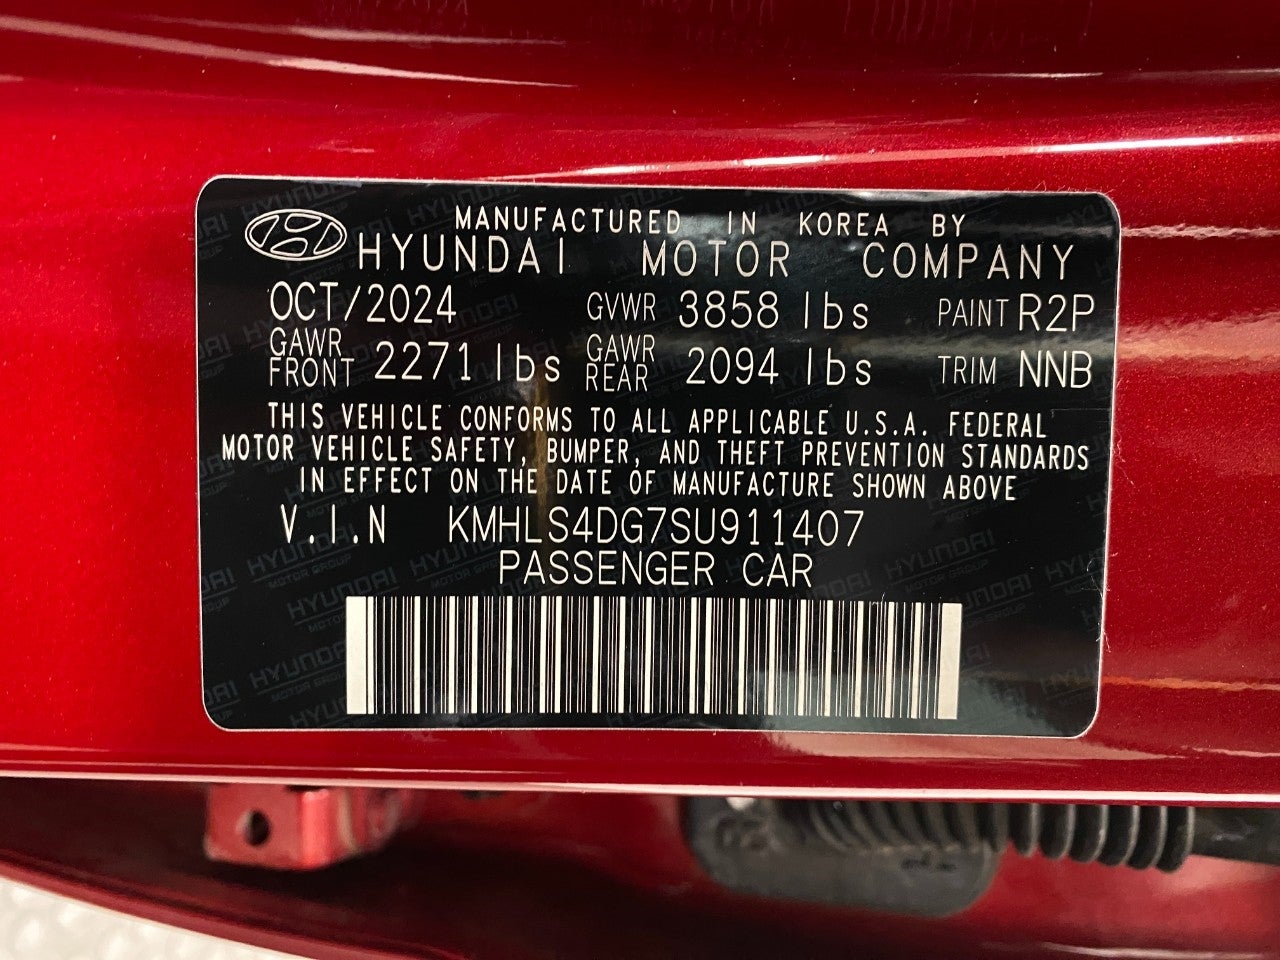 MANUFACTURED IN KOREA BY
HYUNDAI MOTOR COMPANY
OCT/2024 GVWR 3858 lbs PAINT R2P
GAWR FRONT 2271 lbs GAWR REAR 2094 lbs TRIM NNB
THIS VEHICLE CONFORMS TO ALL APPLICABLE U.S.A. FEDERAL
MOTOR VEHICLE SAFETY, BUMPER, AND THEFT PREVENTION STANDARDS
IN EFFECT ON THE DATE OF MANUFACTURE SHOWN ABOVE
V.I.N KMHLS4DG7SU911407
PASSENGER CAR